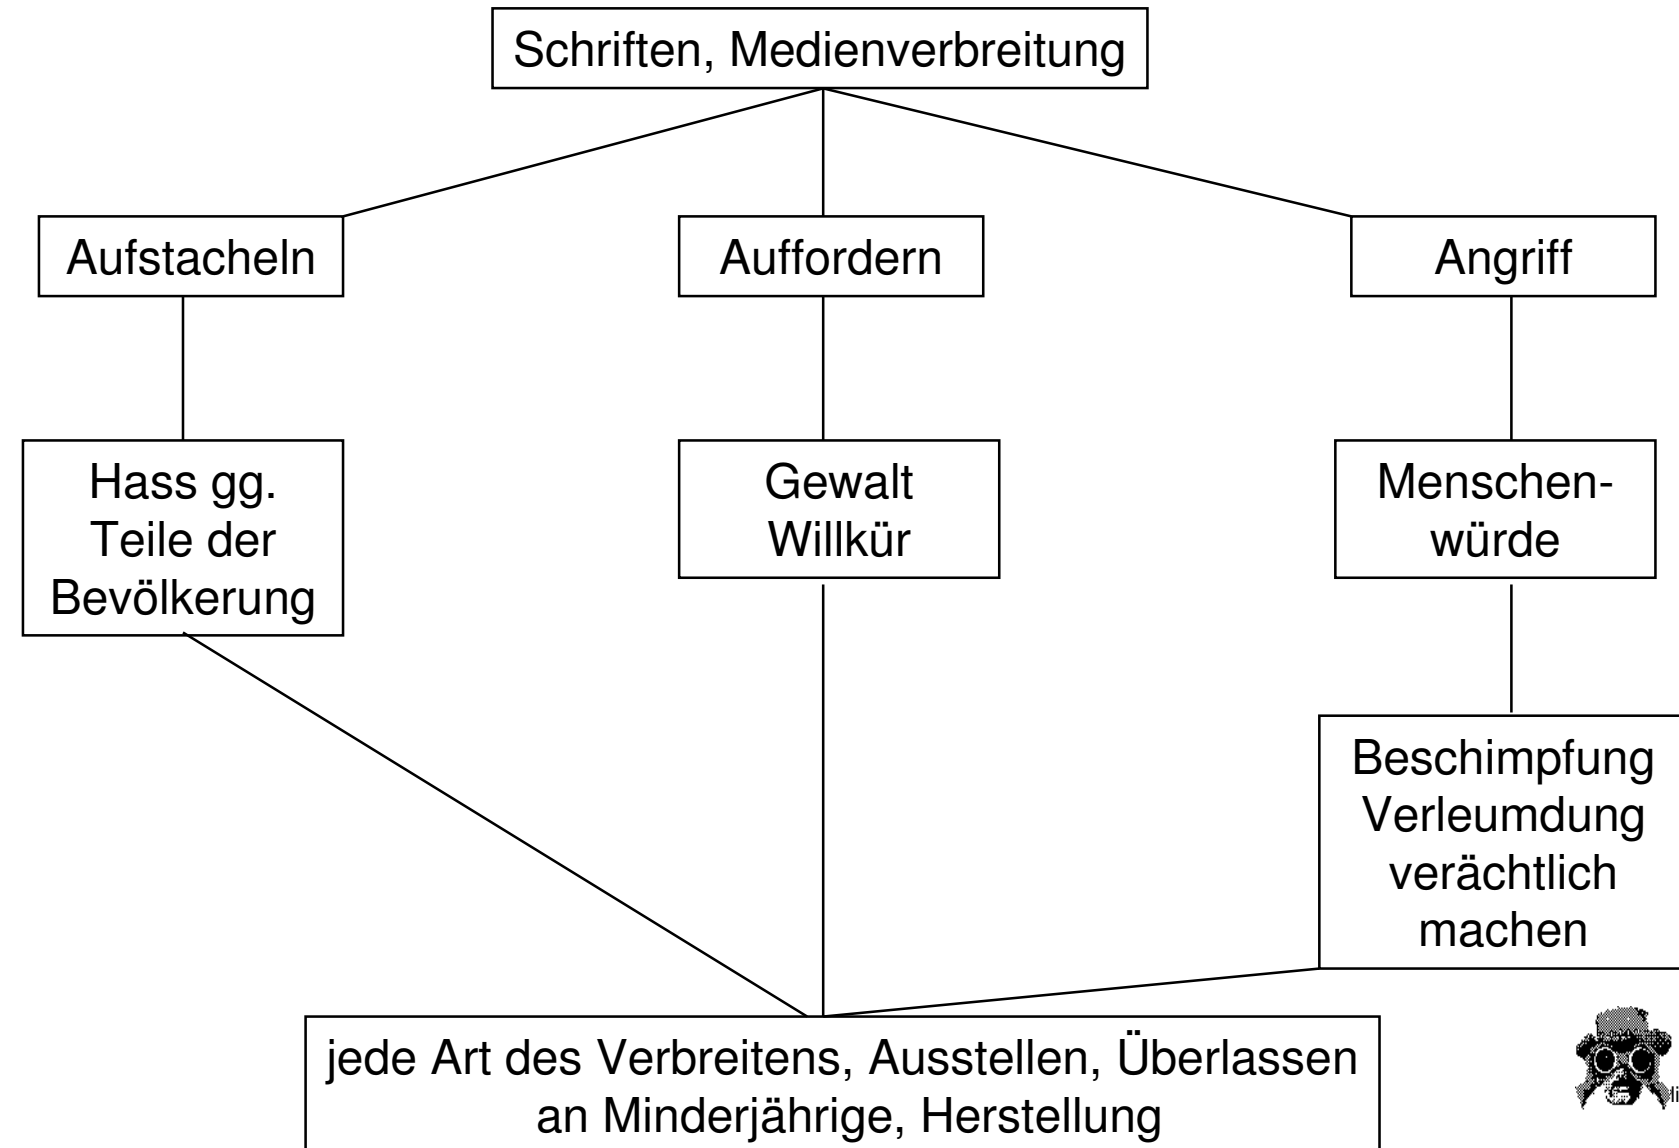 Schriften, Medienverbreitung
Aufstacheln
Auffordern
Angriff
Hass gg.
Teile der
Bevölkerung
Gewalt
Willkür
Menschen-
würde
Beschimpfung
Verleumdung
verächtlich
machen
jede Art des Verbreitens, Ausstellen, Überlassen
an Minderjährige, Herstellung